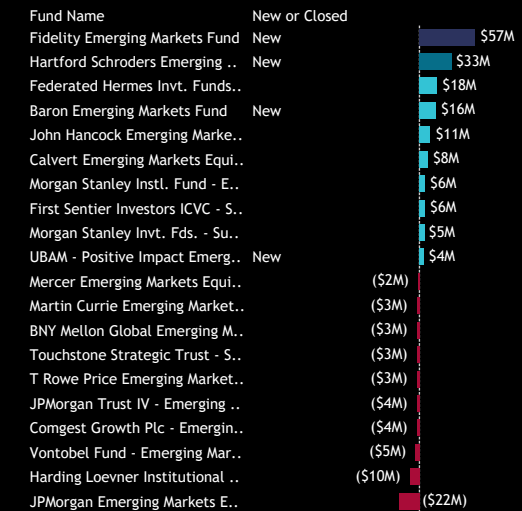 Fund Name New or Closed
Fidelity Emerging Markets Fund New $57M
Hartford Schroders Emerging .. New $33M
Federated Hermes Invt. Funds.. $18M
Baron Emerging Markets Fund New $16M
John Hancock Emerging Marke.. $11M
Calvert Emerging Markets Equi.. $8M
Morgan Stanley Instl. Fund - E.. $6M
First Sentier Investors ICVC - S.. $6M
Morgan Stanley Invt. Fds. - Su.. $5M
UBAM - Positive Impact Emerg.. New $4M
Mercer Emerging Markets Equi.. ($2M)
Martin Currie Emerging Market.. ($3M)
BNY Mellon Global Emerging M.. ($3M)
Touchstone Strategic Trust - S.. ($3M)
T Rowe Price Emerging Market.. ($3M)
JPMorgan Trust IV - Emerging .. ($4M)
Comgest Growth Plc - Emergin.. ($4M)
Vontobel Fund - Emerging Mar.. ($5M)
Harding Loevner Institutional .. ($10M)
JPMorgan Emerging Markets E.. ($22M)